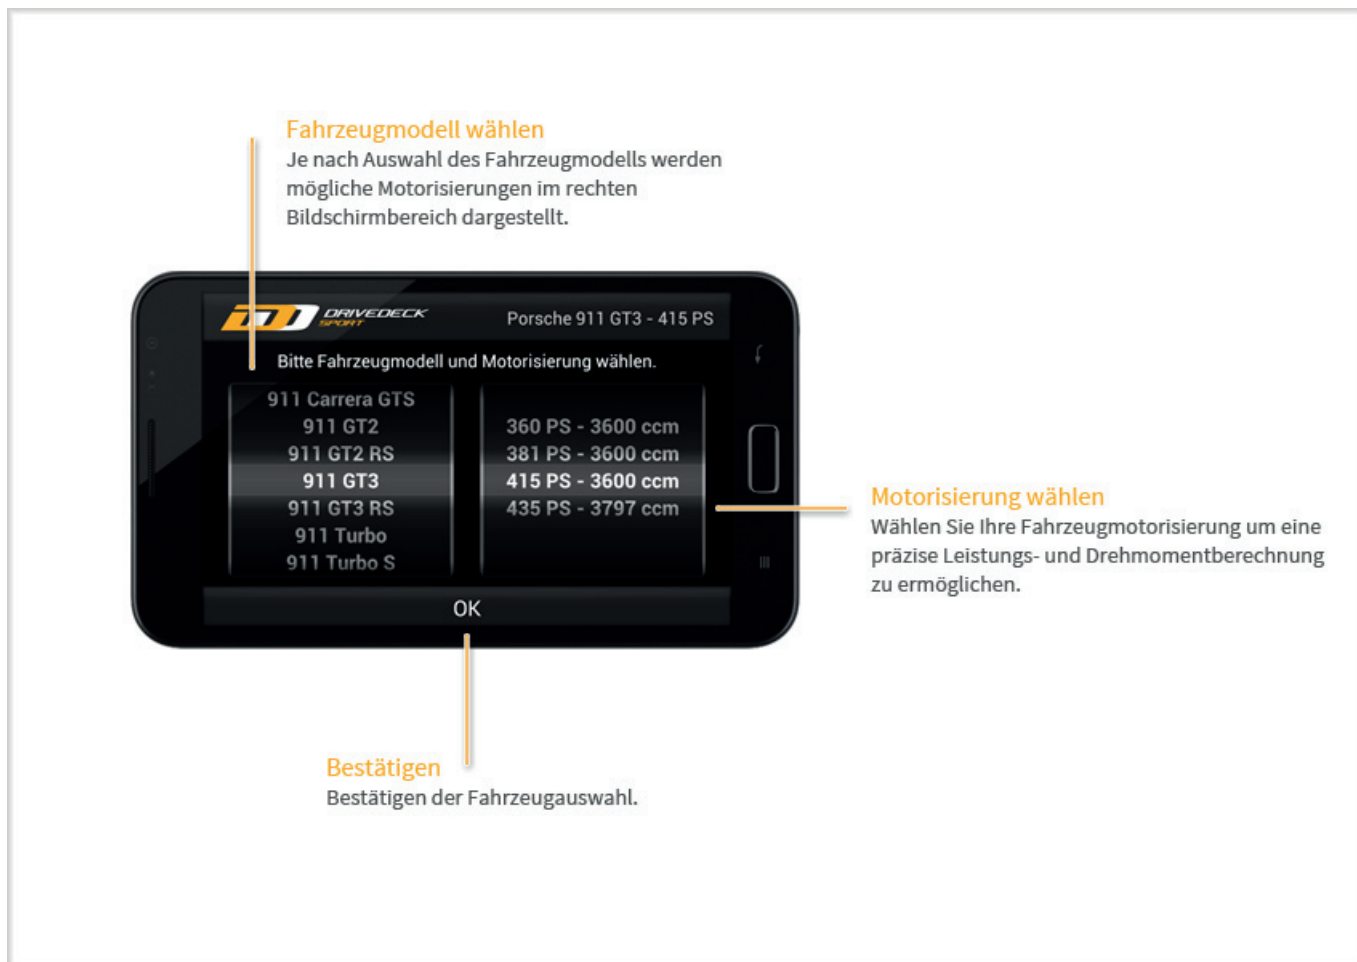 Fahrzeugmodell wählen
Je nach Auswahl des Fahrzeugmodells werden
mögliche Motorisierungen im rechten
Bildschirmbereich dargestellt.
DRIVEDECK
SPORT
Porsche 911 GT3 - 415 PS
Bitte Fahrzeugmodell und Motorisierung wählen.
911 Carrera GTS
911 GT2
911 GT2 RS
911 GT3
911 GT3 RS
911 Turbo
911 Turbo S
360 PS - 3600 ccm
381 PS - 3600 ccm
415 PS - 3600 ccm
435 PS - 3797 ccm
OK
Motorisierung wählen
Wählen Sie Ihre Fahrzeugmotorisierung um eine
präzise Leistungs- und Drehmomentberechnung
zu ermöglichen.
Bestätigen
Bestätigen der Fahrzeugauswahl.